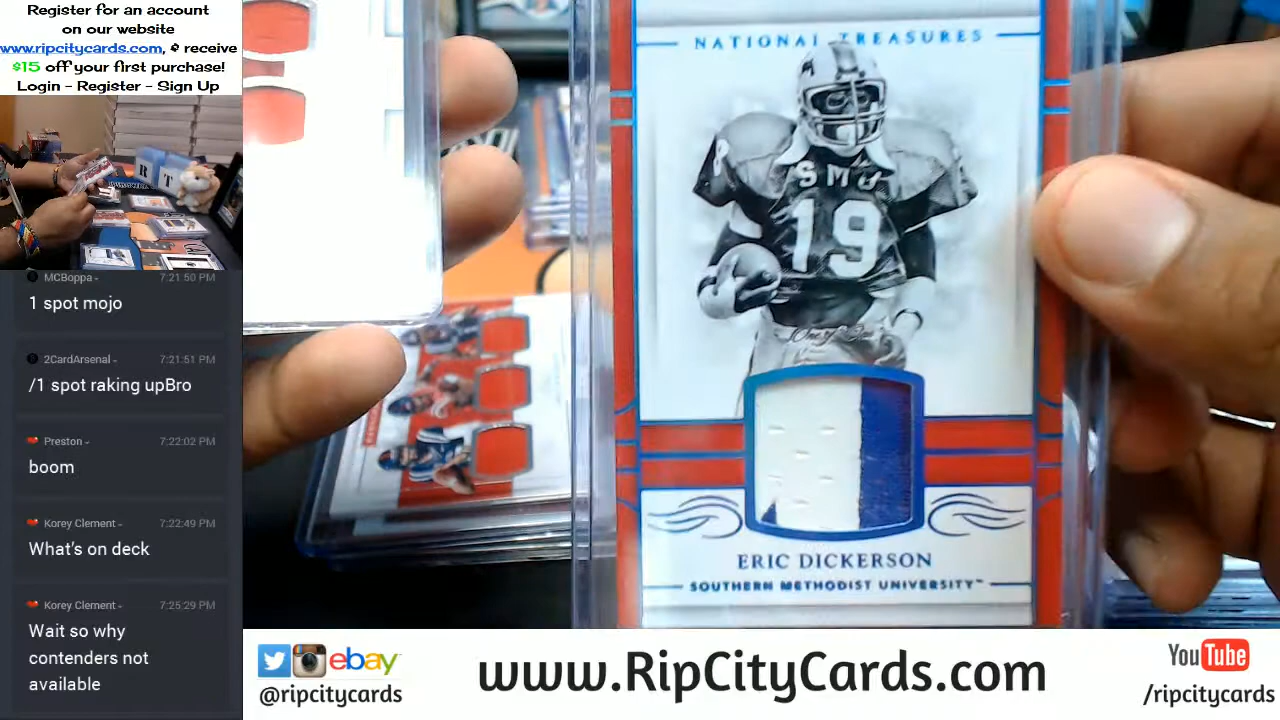 Register for an account
on our website
www.ripcitycards.com, & receive
$15 off your first purchase!
Login - Register - Sign Up
MCBoppa 7:21:50 PM
1 spot mojo
2CardArsenal 7:21:51 PM
/1 spot raking upBro
Preston 7:22:02 PM
boom
Korey Clement 7:22:49 PM
What's on deck
Korey Clement 7:25:29 PM
Wait so why
contenders not
available
NATIONAL TREASURES
SMU
19
One of One
ERIC DICKERSON
SOUTHERN METHODIST UNIVERSITY™
R T
ebay
@ripcitycards
www.RipCityCards.com
YouTube
/ripcitycards